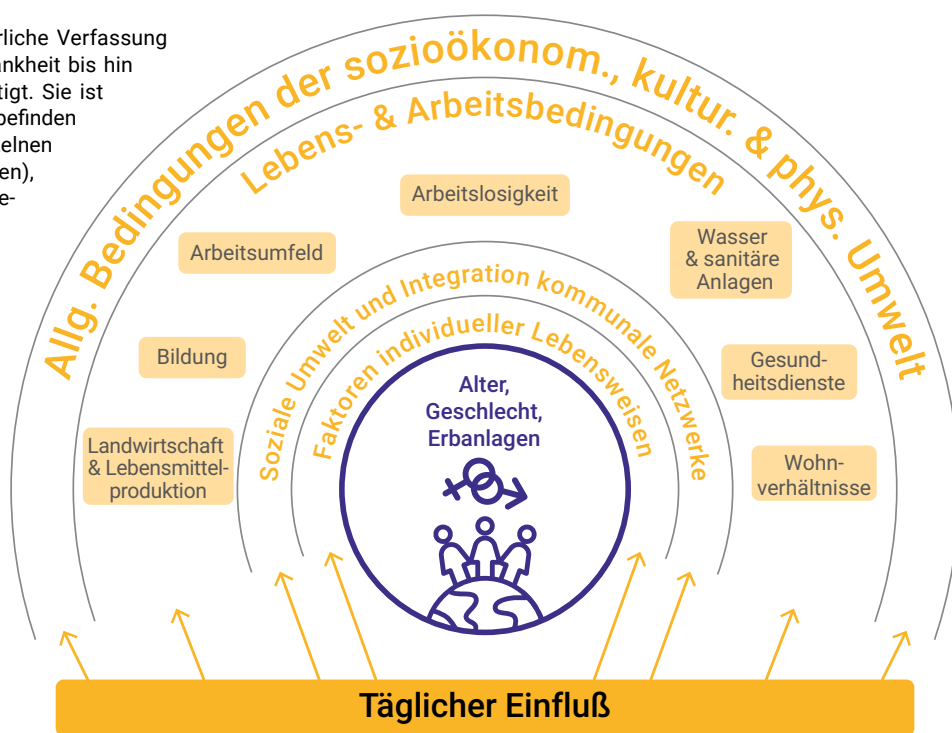 rliche Verfassung
ankheit bis hin
tigt. Sie ist
befinden
elnen
en),
e-
Allg. Bedingungen der sozioökonom., kultur. & phys. Umwelt
Lebens- & Arbeitsbedingungen
Arbeitslosigkeit
Arbeitsumfeld
Wasser
& sanitäre
Anlagen
Bildung
Gesund-
heitsdienste
Landwirtschaft
& Lebensmittel-
produktion
Wohn-
verhältnisse
Soziale Umwelt und Integration kommunale Netzwerke
Faktoren individueller Lebensweisen
Alter,
Geschlecht,
Erbanlagen
Täglicher Einfluß